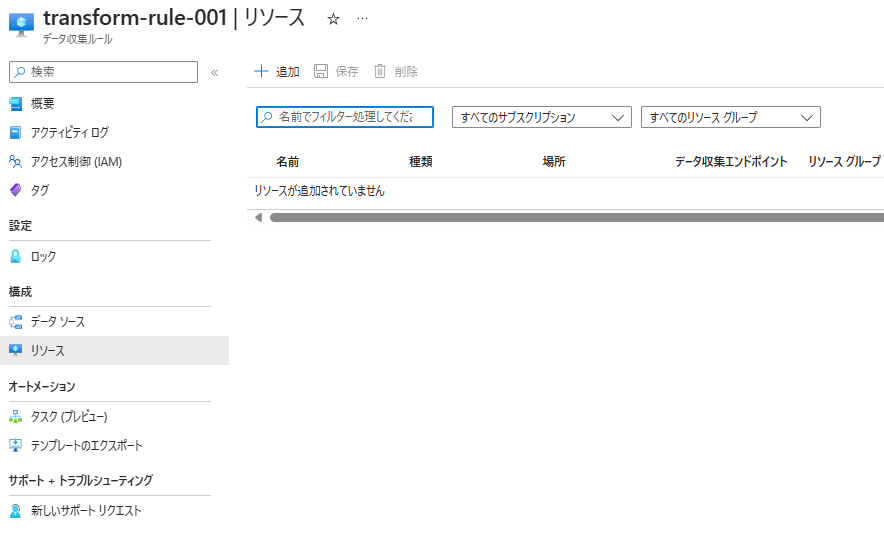 transform-rule-001 | リソース ☆ …
データ収集ルール
検索 «
概要
アクティビティ ログ
アクセス制御 (IAM)
タグ
設定
ロック
構成
データ ソース
リソース
オートメーション
タスク (プレビュー)
テンプレートのエクスポート
サポート + トラブルシューティング
新しいサポート リクエスト
+ 追加 保存 削除
名前でフィルター処理してくだ すべてのサブスクリプション すべてのリソース グループ
名前 種類 場所 データ収集エンドポイント リソース グループ
リソースが追加されていません